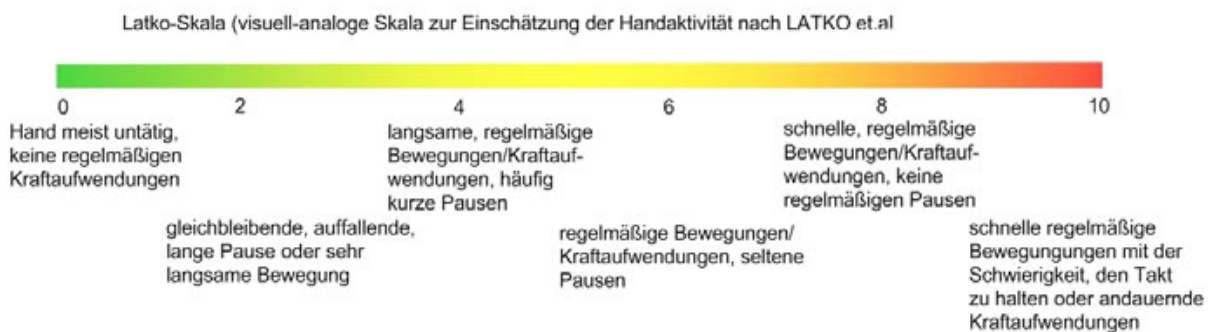 Latko-Skala (visuell-analoge Skala zur Einschätzung der Handaktivität nach LATKO et.al
0 2 4 6 8 10
Hand meist untätig,
keine regelmäßigen
Kraftaufwendungen
gleichbleibende, auffallende,
lange Pause oder sehr
langsame Bewegung
langsame, regelmäßige
Bewegungen/Kraftauf-
wendungen, häufig
kurze Pausen
regelmäßige Bewegungen/
Kraftaufwendungen, seltene
Pausen
schnelle, regelmäßige
Bewegungen/Kraftauf-
wendungen, keine
regelmäßigen Pausen
schnelle regelmäßige
Bewegungungen mit der
Schwierigkeit, den Takt
zu halten oder andauernde
Kraftaufwendungen